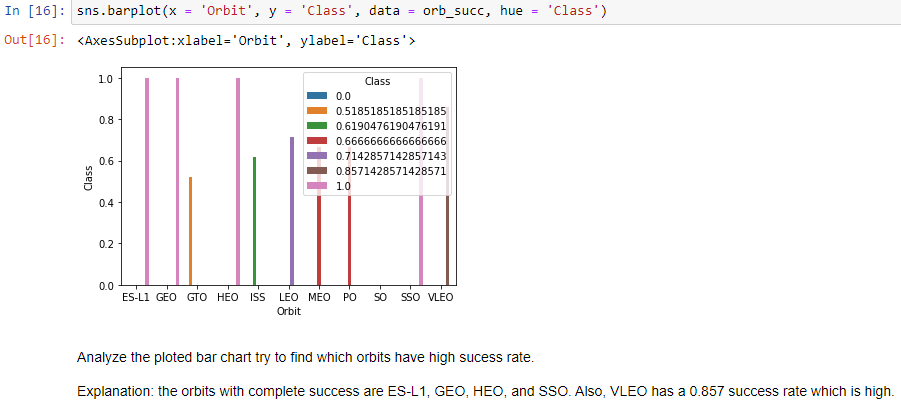 In [16]: sns.barplot(x = 'Orbit', y = 'Class', data = orb_succ, hue = 'Class')
Out[16]: <AxesSubplot:xlabel='Orbit', ylabel='Class'>
Class
0.0
0.5185185185185185
0.6190476190476191
0.6666666666666666
0.7142857142857143
0.8571428571428571
1.0
1.0
0.8
0.6
0.4
0.2
0.0
Class
ES-L1 GEO GTO HEO ISS LEO MEO PO SO SSO VLEO
Orbit
Analyze the ploted bar chart try to find which orbits have high sucess rate.
Explanation: the orbits with complete success are ES-L1, GEO, HEO, and SSO. Also, VLEO has a 0.857 success rate which is high.